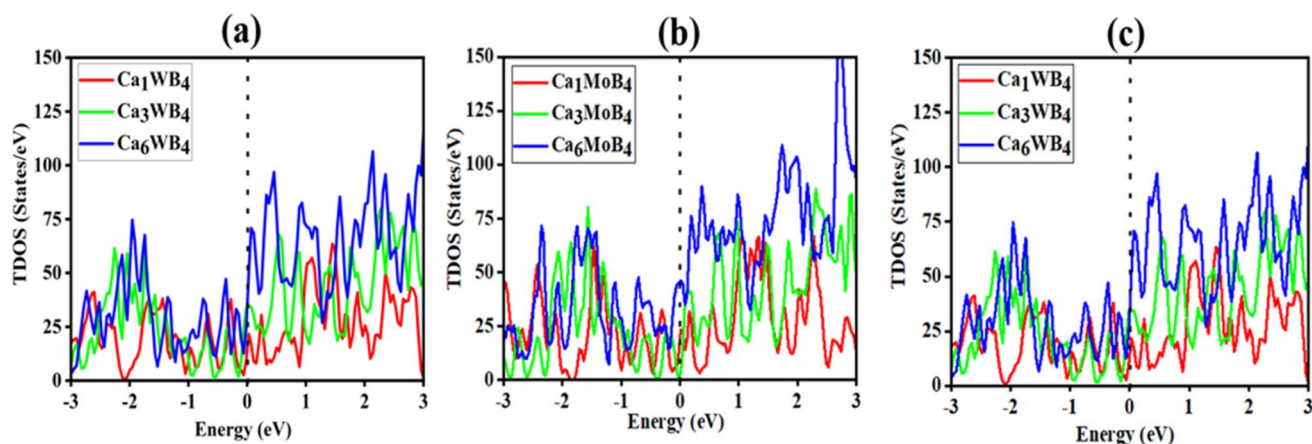 (a)
150
125
100
75
50
25
0
TDOS (States/eV)
Ca1WB4
Ca3WB4
Ca6WB4
-3 -2 -1 0 1 2 3
Energy (eV)
(b)
150
125
100
75
50
25
0
TDOS (States/eV)
Ca1MoB4
Ca3MoB4
Ca6MoB4
-3 -2 -1 0 1 2 3
Energy (eV)
(c)
150
125
100
75
50
25
0
TDOS (States/eV)
Ca1WB4
Ca3WB4
Ca6WB4
-3 -2 -1 0 1 2 3
Energy (eV)